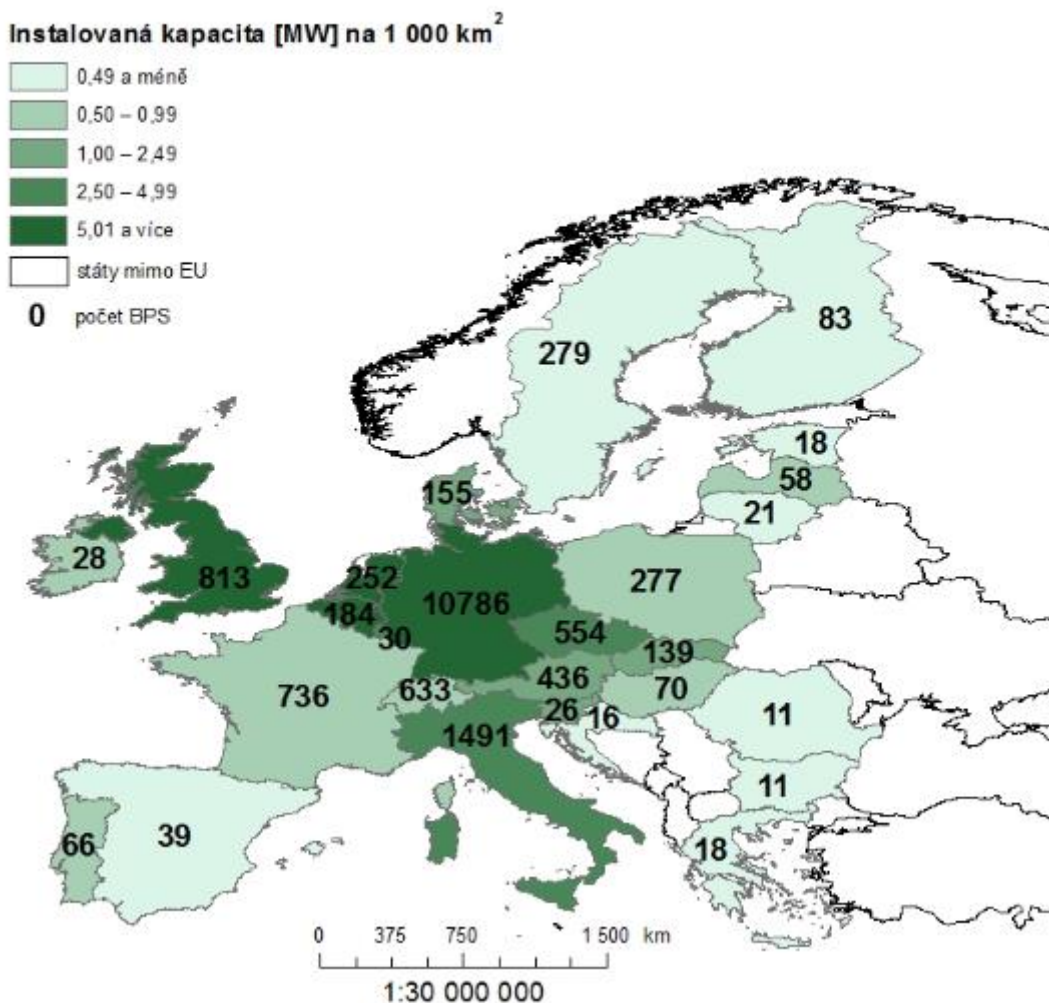 Instalovaná kapacita [MW] na 1 000 km²
0,49 a méně
0,50 – 0,99
1,00 – 2,49
2,50 – 4,99
5,01 a více
státy mimo EU
0 počet BPS
83
279
18
58
155
21
28
813
252
10786
277
184
30
554
139
633
436
70
736
26
16
11
1491
11
39
66
18
0 375 750 1 500 km
1:30 000 000